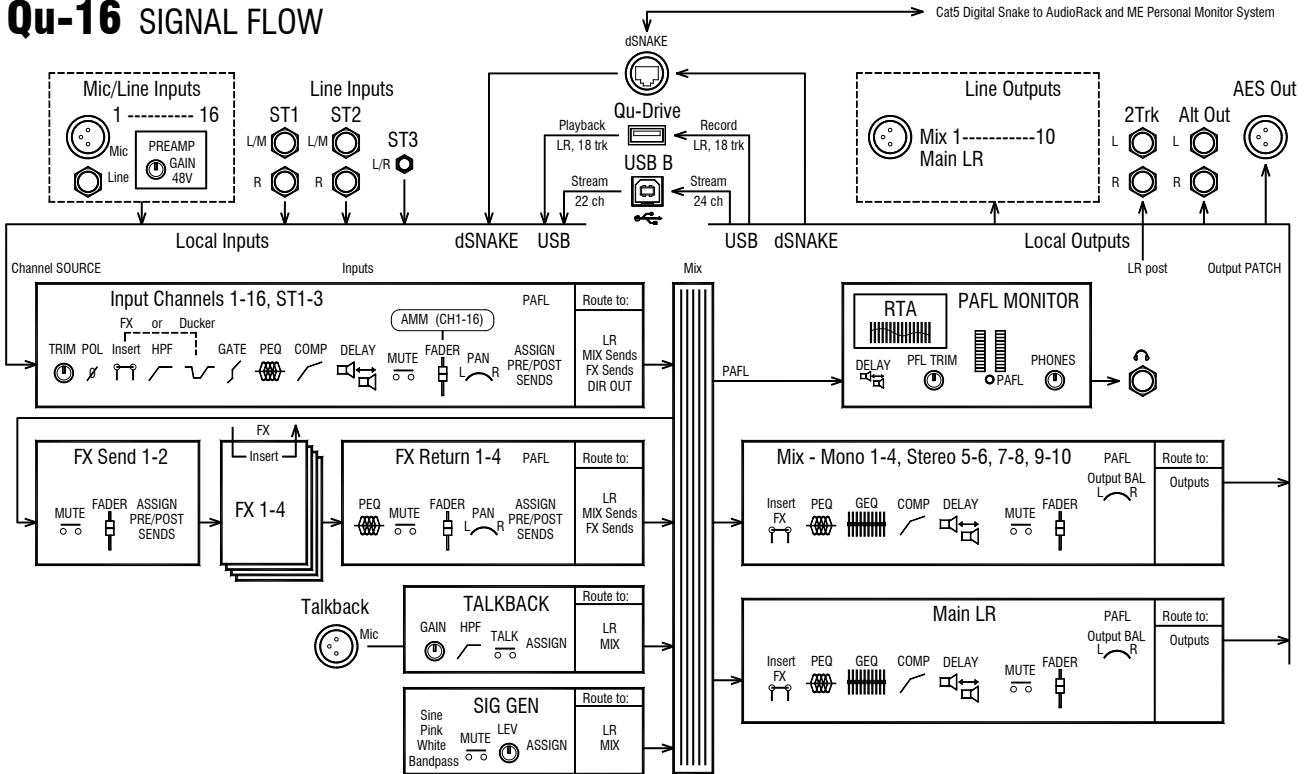 Qu-16 SIGNAL FLOW
Cat5 Digital Snake to AudioRack and ME Personal Monitor System
dSNAKE
Mic/Line Inputs
1 ---------- 16
Mic
Line
PREAMP
GAIN
48V
Line Inputs
ST1
ST2
ST3
L/M
L/M
L/R
R
R
Qu-Drive
Playback
LR, 18 trk
Record
LR, 18 trk
USB B
Stream
22 ch
Stream
24 ch
Line Outputs
Mix 1-----------10
Main LR
2Trk
Alt Out
AES Out
L
L
R
R
Local Inputs
dSNAKE
USB
USB
dSNAKE
Local Outputs
Channel SOURCE
Inputs
Mix
LR post
Output PATCH
Input Channels 1-16, ST1-3
PAFL
Route to:
FX or Ducker
AMM (CH1-16)
TRIM
POL
Insert
HPF
GATE
PEQ
COMP
DELAY
MUTE
FADER
PAN
L
R
ASSIGN
PRE/POST
SENDS
LR
MIX Sends
FX Sends
DIR OUT
PAFL
RTA
PAFL MONITOR
DELAY
PFL TRIM
PAFL
PHONES
FX Send 1-2
MUTE
FADER
ASSIGN
PRE/POST
SENDS
FX
Insert
FX 1-4
FX Return 1-4
PAFL
Route to:
PEQ
MUTE
FADER
PAN
L
R
ASSIGN
PRE/POST
SENDS
LR
MIX Sends
FX Sends
Mix - Mono 1-4, Stereo 5-6, 7-8, 9-10
PAFL
Route to:
Output BAL
L
R
Outputs
Insert
FX
PEQ
GEQ
COMP
DELAY
MUTE
FADER
Talkback
Mic
TALKBACK
Route to:
GAIN
HPF
TALK
ASSIGN
LR
MIX
Main LR
PAFL
Route to:
Output BAL
L
R
Outputs
Insert
FX
PEQ
GEQ
COMP
DELAY
MUTE
FADER
SIG GEN
Route to:
Sine
Pink
White
Bandpass
MUTE
LEV
ASSIGN
LR
MIX